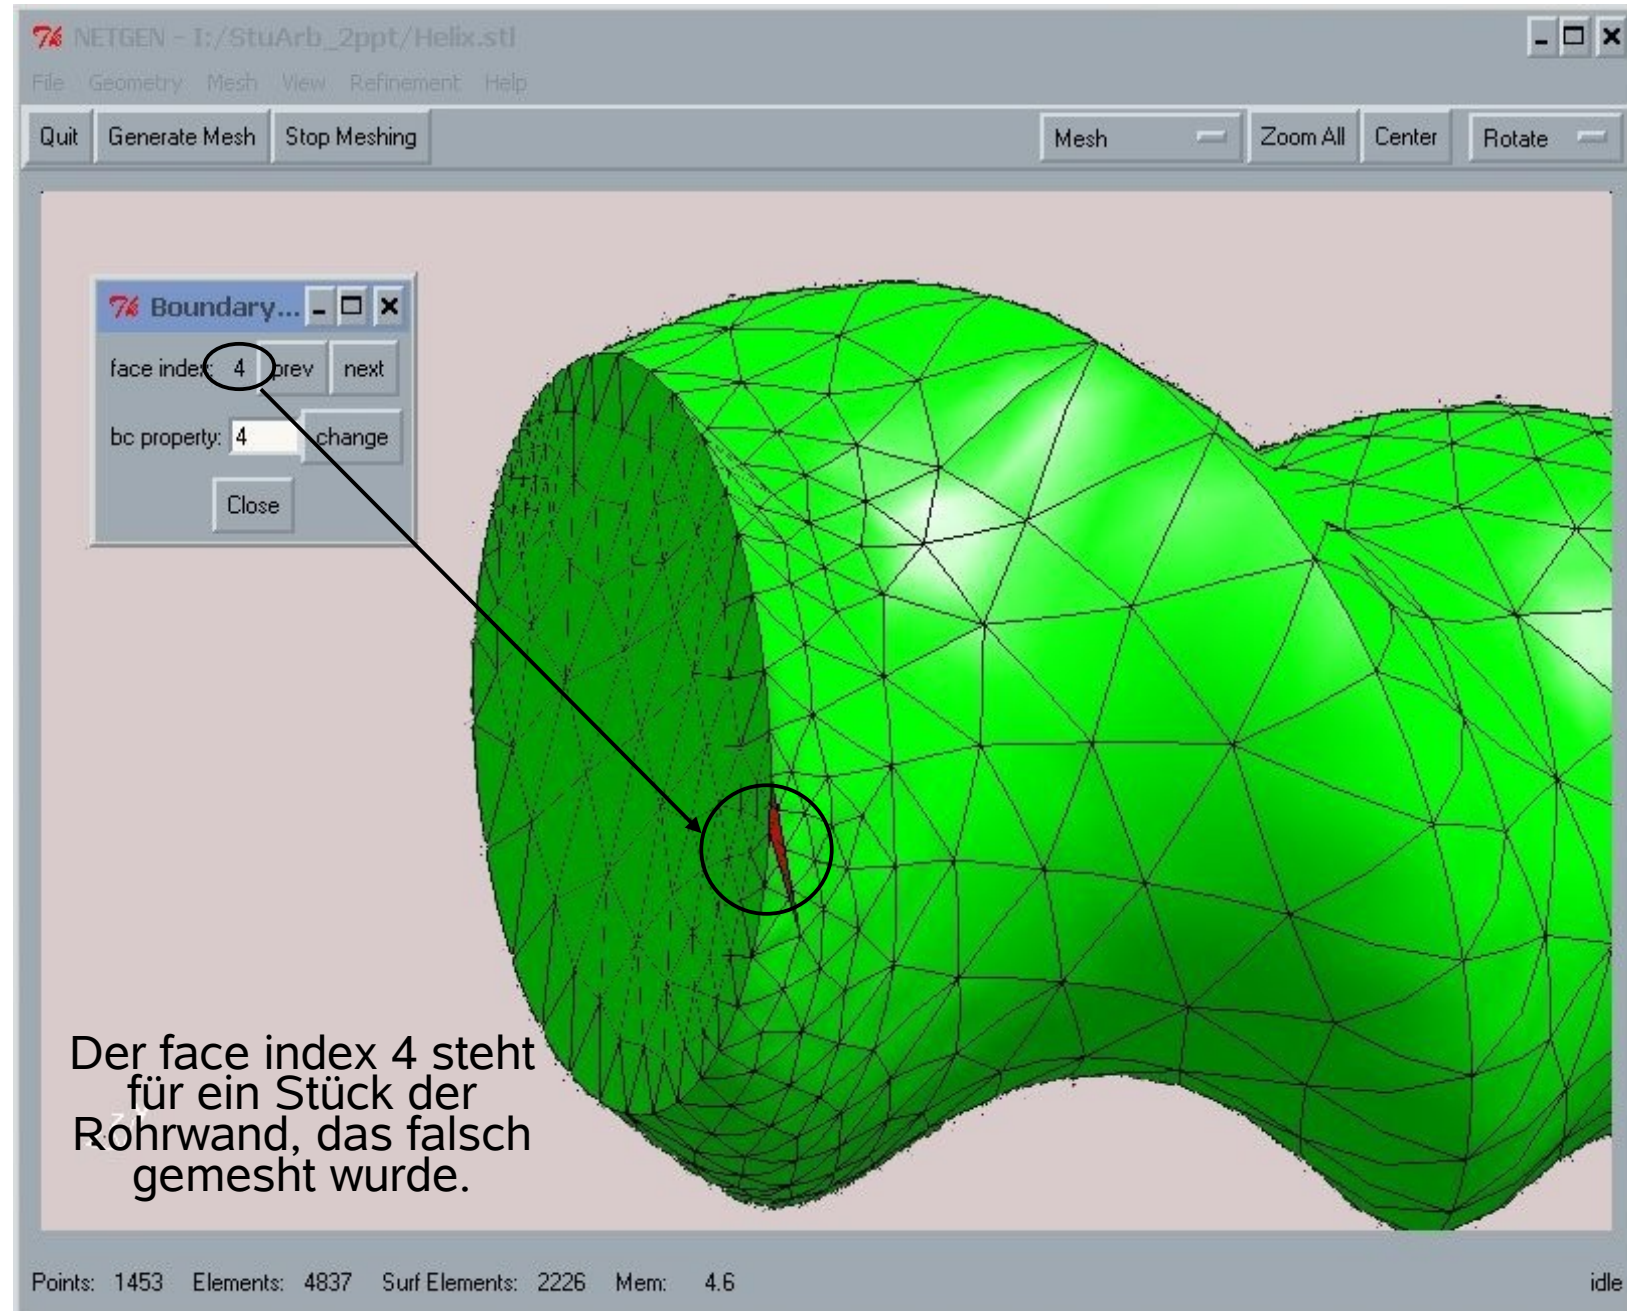 NETGEN - I:/StuArb_2ppt/Helix.stl
File Geometry Mesh View Refinement Help
Quit Generate Mesh Stop Meshing Mesh Zoom All Center Rotate
Boundary...
face index: 4 prev next
bc property: 4 change
Close
Der face index 4 steht
für ein Stück der
Rohrwand, das falsch
gemesht wurde.
Points: 1453 Elements: 4837 Surf Elements: 2226 Mem: 4.6 idle